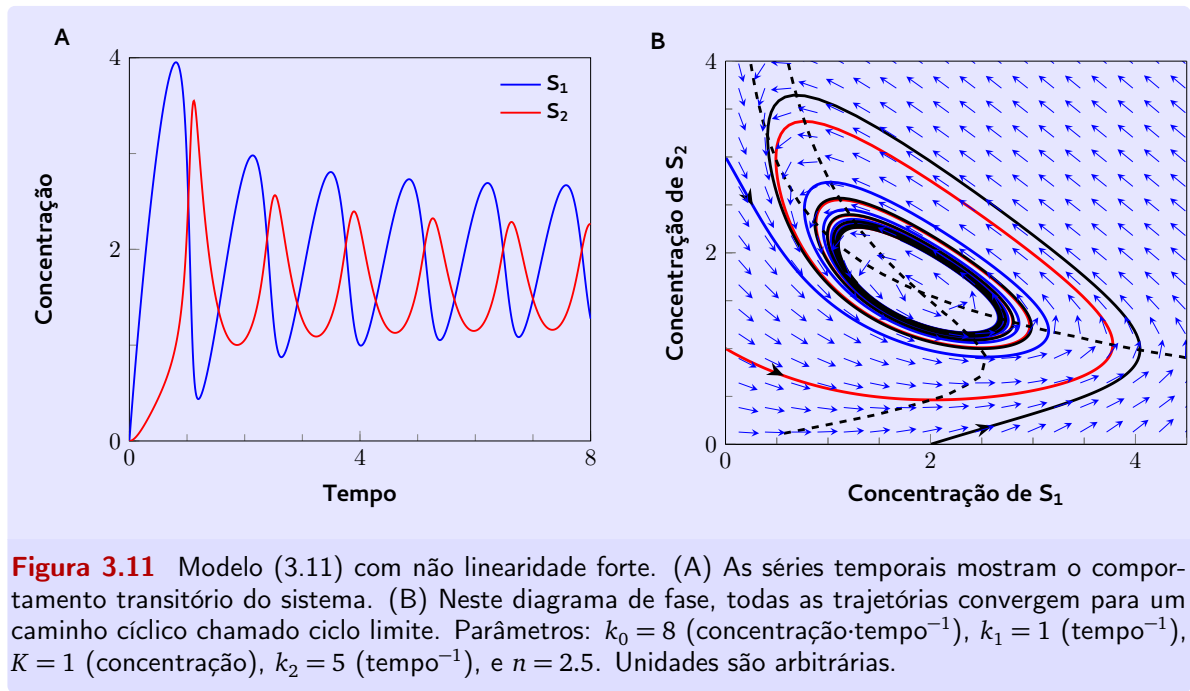 A
B
4
2
0
0
4
8
Concentração
Tempo
S₁
S₂
4
2
0
0
2
4
Concentração de S₂
Concentração de S₁
Figura 3.11 Modelo (3.11) com não linearidade forte. (A) As séries temporais mostram o compor-
tamento transitório do sistema. (B) Neste diagrama de fase, todas as trajetórias convergem para um
caminho cíclico chamado ciclo limite. Parâmetros: k₀ = 8 (concentração·tempo⁻¹), k₁ = 1 (tempo⁻¹),
K = 1 (concentração), k₂ = 5 (tempo⁻¹), e n = 2.5. Unidades são arbitrárias.